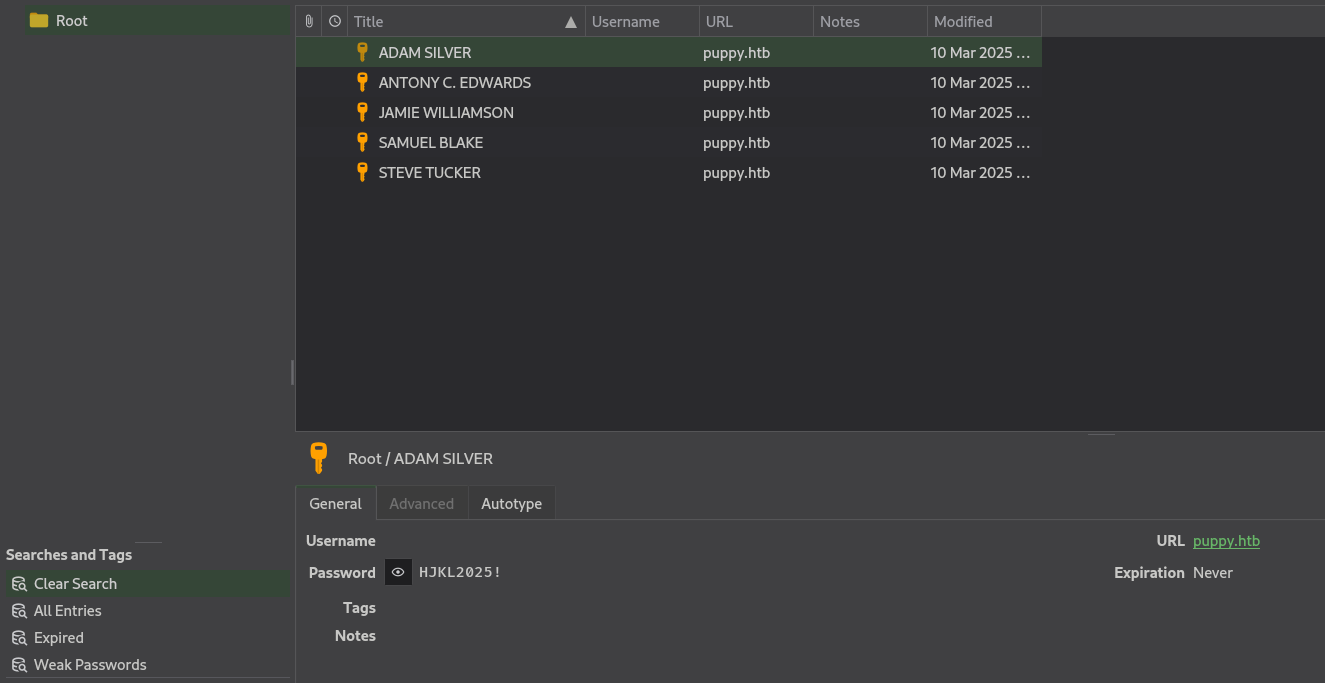 Root
Title Username URL Notes Modified
ADAM SILVER puppy.htb 10 Mar 2025 ...
ANTONY C. EDWARDS puppy.htb 10 Mar 2025 ...
JAMIE WILLIAMSON puppy.htb 10 Mar 2025 ...
SAMUEL BLAKE puppy.htb 10 Mar 2025 ...
STEVE TUCKER puppy.htb 10 Mar 2025 ...
Root / ADAM SILVER
General Advanced Autotype
Username URL puppy.htb
Password HJKL2025! Expiration Never
Tags
Notes
Searches and Tags
Clear Search
All Entries
Expired
Weak Passwords